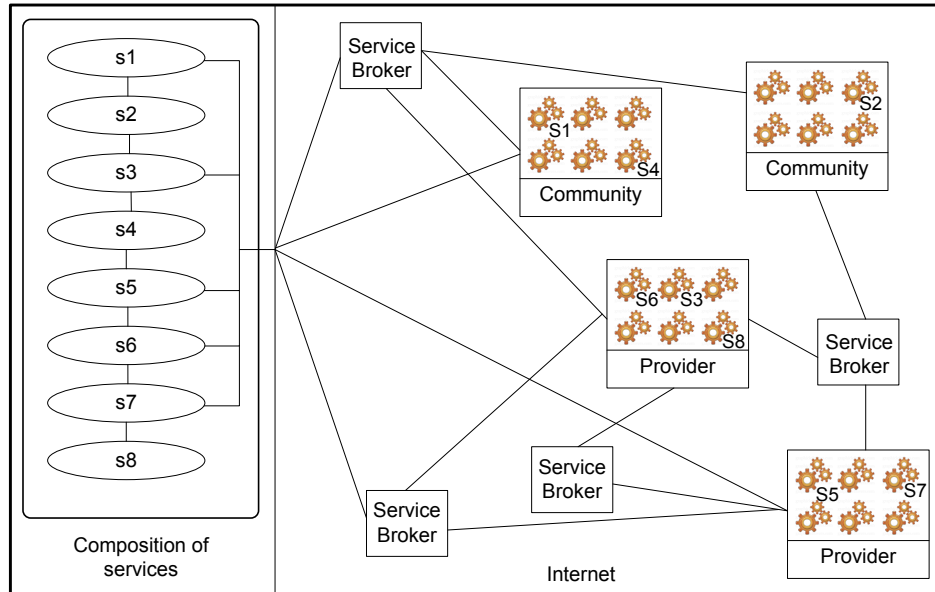 s1
s2
s3
s4
s5
s6
s7
s8
Composition of
services
Service
Broker
S1
S4
Community
S2
Community
S6
S3
S8
Provider
Service
Broker
Service
Broker
Service
Broker
S5
S7
Provider
Internet